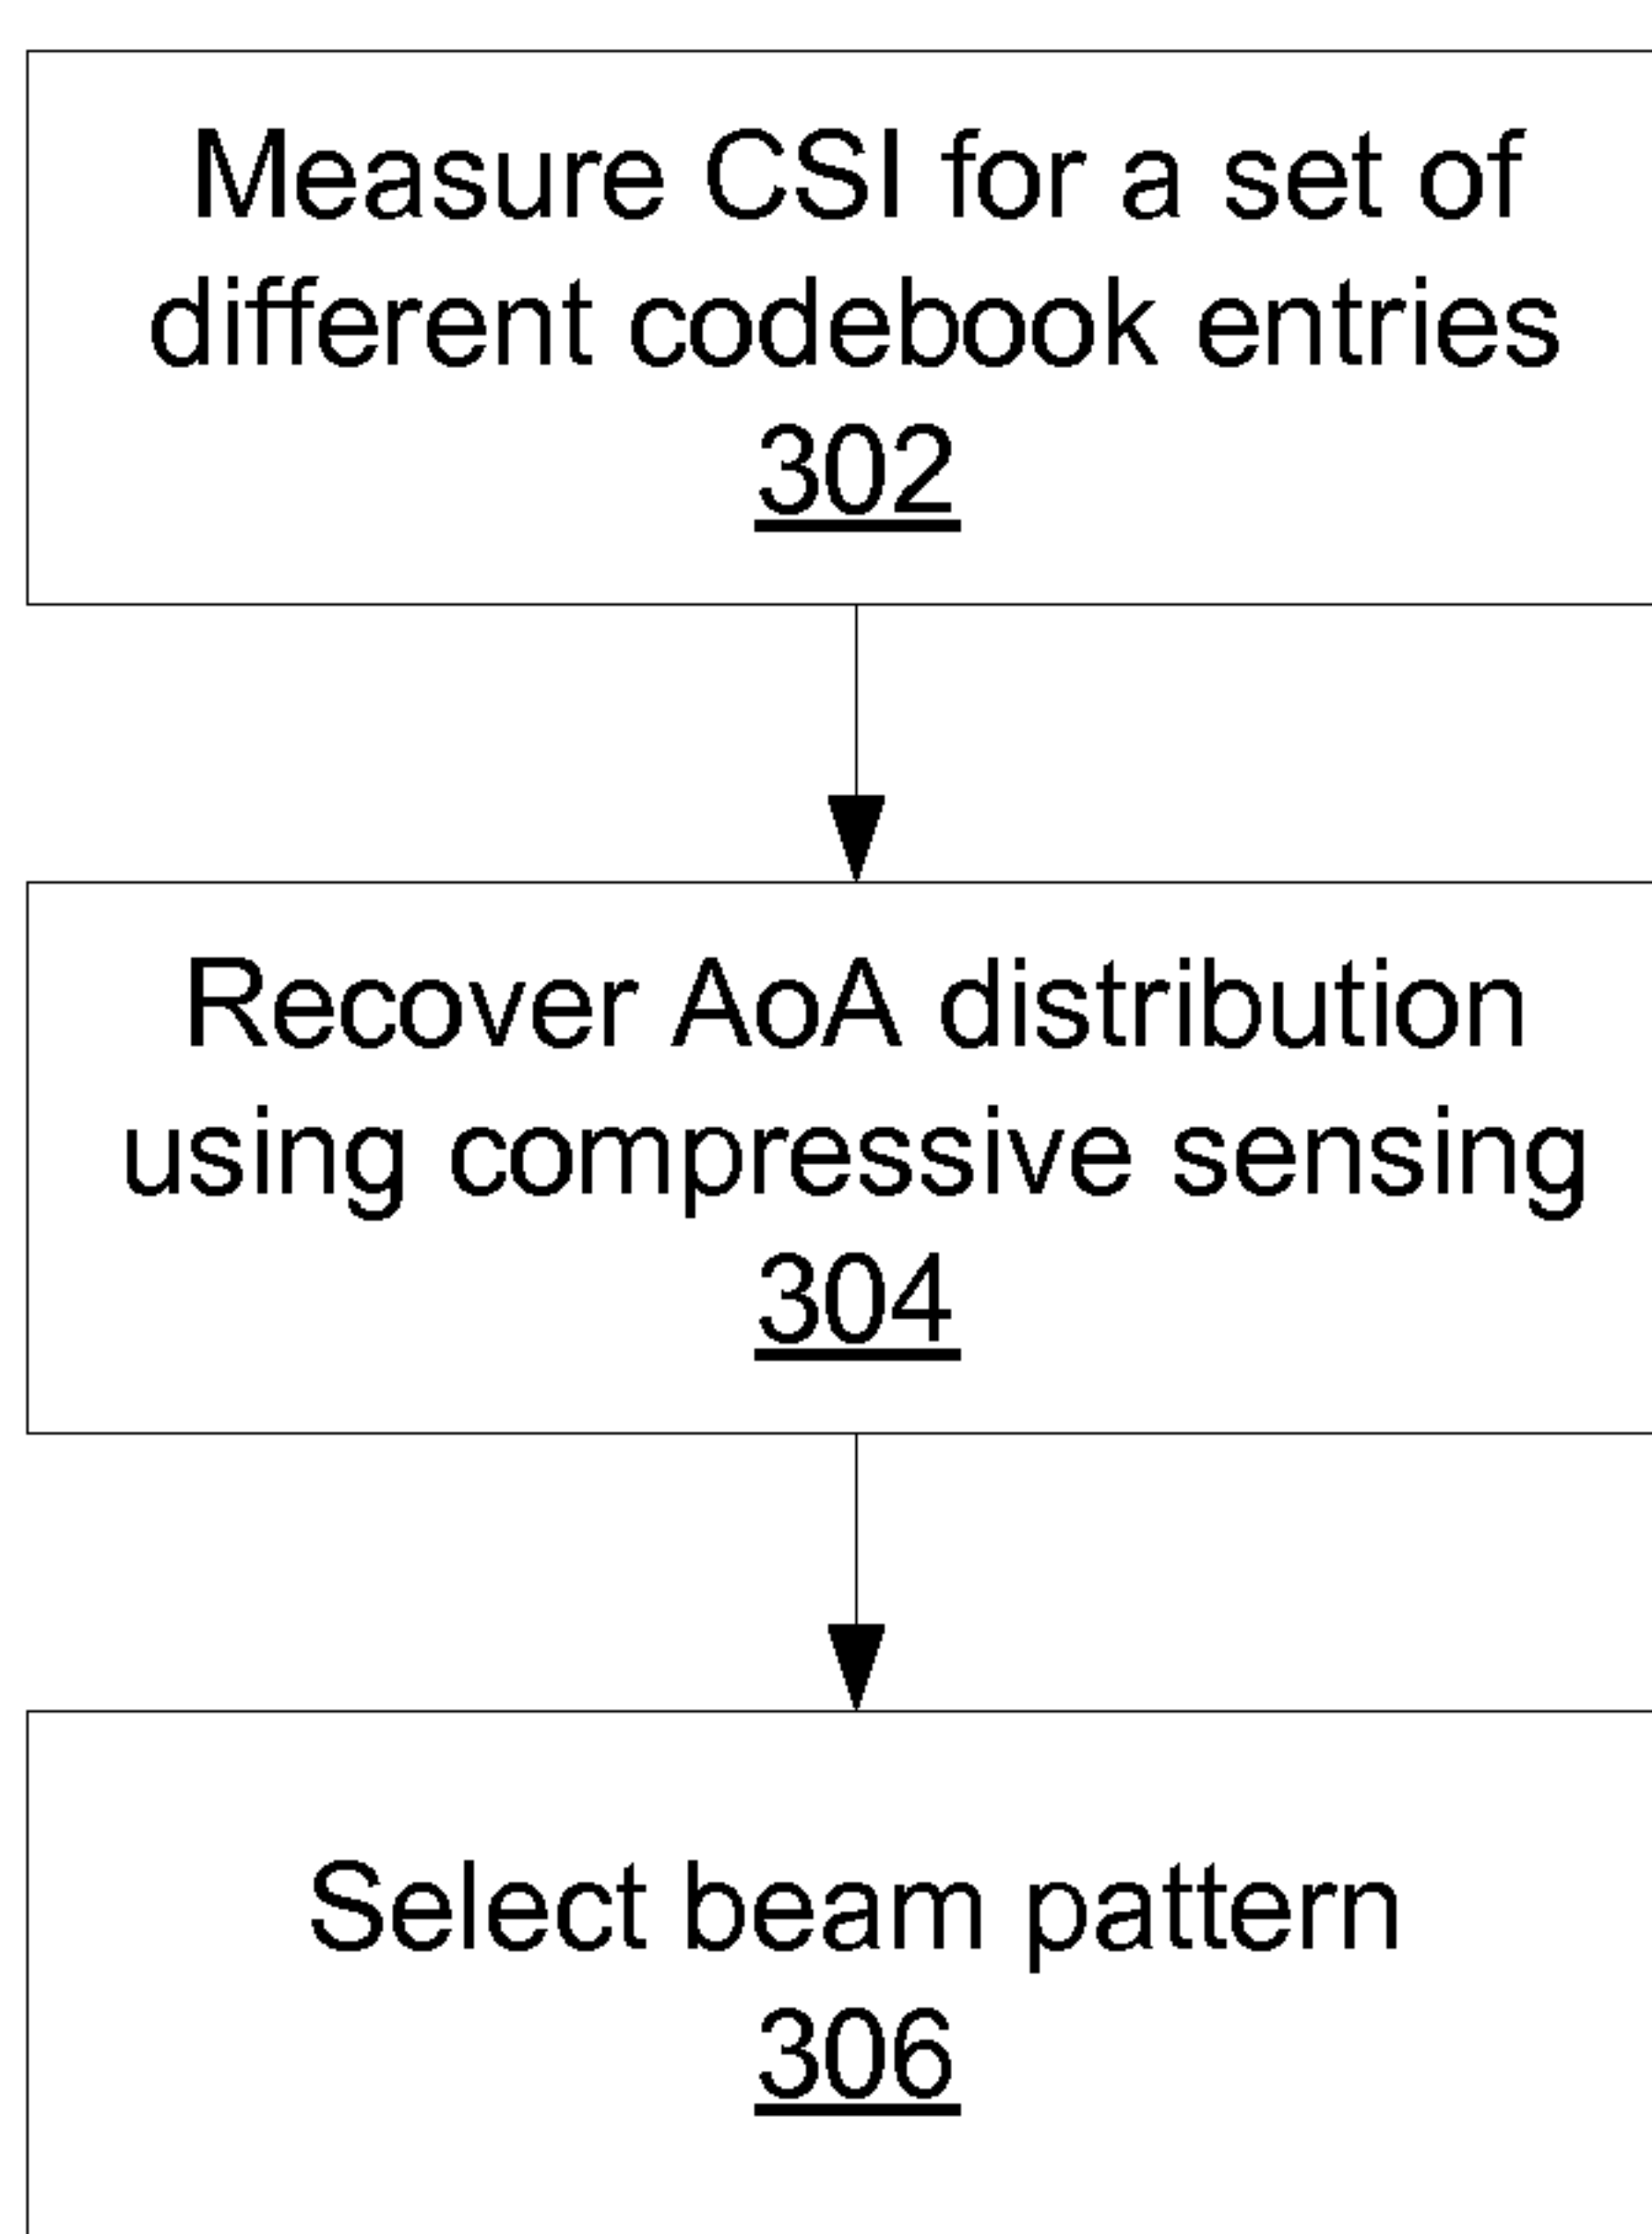 Measure CSI for a set of
different codebook entries
302
Recover AoA distribution
using compressive sensing
304
Select beam pattern
306